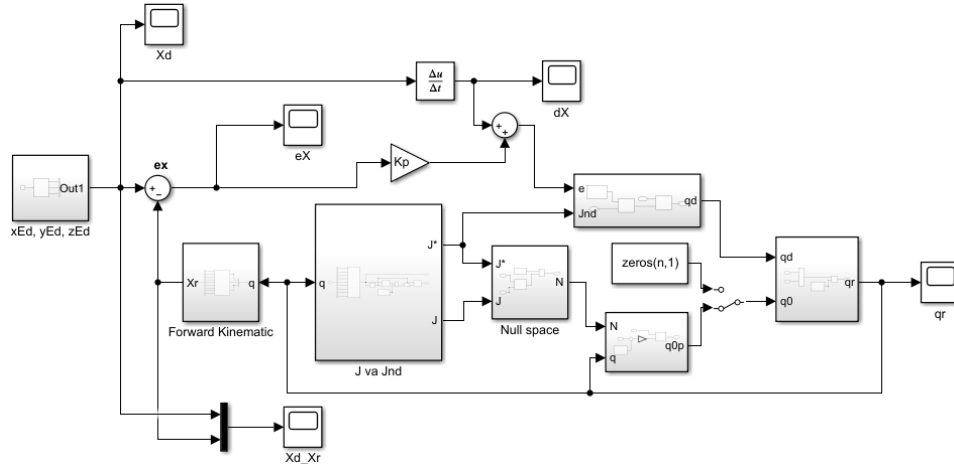 Xd
Δu
Δt
dX
+
+
eX
Kp
ex
+
−
Out1
xEd, yEd, zEd
e
Jnd
qd
J*
q
J
J va Jnd
Xr
q
Forward Kinematic
J*
J
N
Null space
zeros(n,1)
N
q
q0p
qd
q0
qr
qr
Xd_Xr